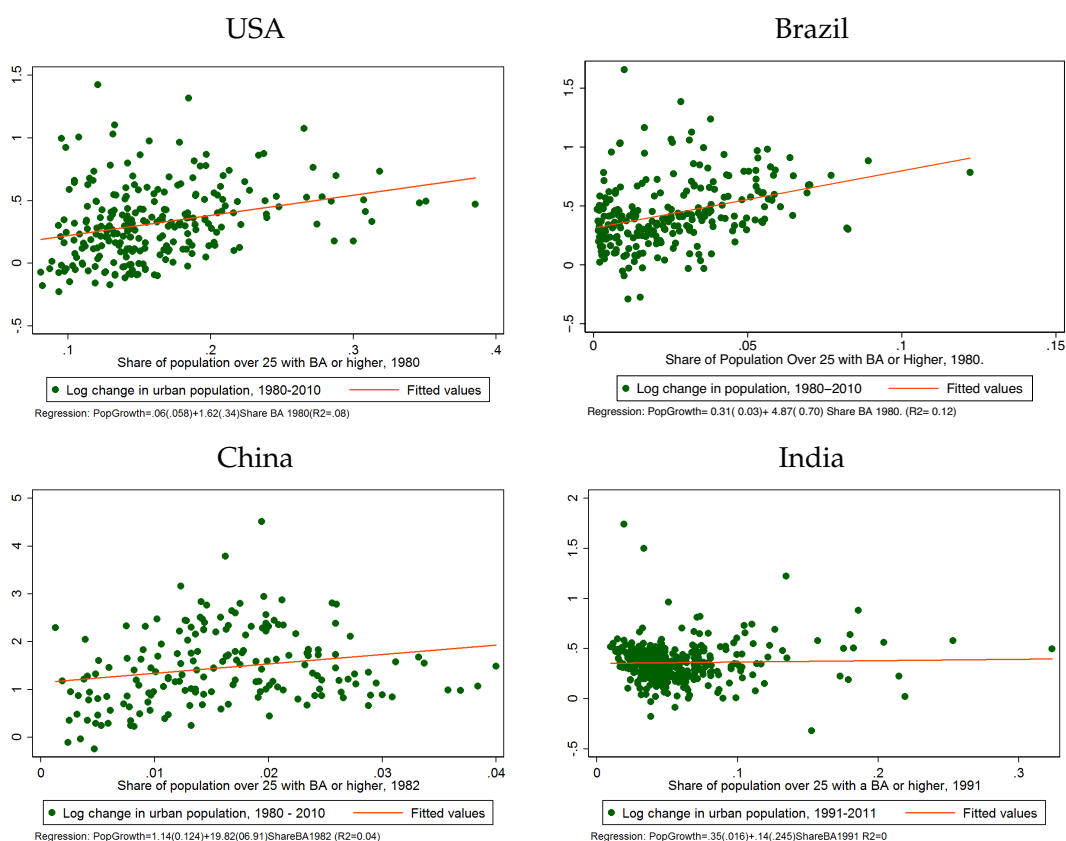 USA
1.5
1
.5
0
-.5
.1
.2
.3
.4
Share of population over 25 with BA or higher, 1980
Log change in urban population, 1980-2010
Fitted values
Regression: PopGrowth=.06(.058)+1.62(.34)Share BA 1980(R2=.08)
Brazil
1.5
1
.5
0
-.5
0
.05
.1
.15
Share of Population Over 25 with BA or Higher, 1980.
Log change in population, 1980–2010
Fitted values
Regression: PopGrowth= 0.31( 0.03)+ 4.87( 0.70) Share BA 1980. (R2= 0.12)
China
5
4
3
2
1
0
0
.01
.02
.03
.04
Share of population over 25 with BA or higher, 1982
Log change in urban population, 1980 - 2010
Fitted values
Regression: PopGrowth=1.14(0.124)+19.82(06.91)ShareBA1982 (R2=0.04)
India
2
1.5
1
.5
0
-.5
0
.1
.2
.3
Share of population over 25 with a BA or higher, 1991
Log change in urban population, 1991-2011
Fitted values
Regression: PopGrowth=.35(.016)+.14(.245)ShareBA1991 R2=0